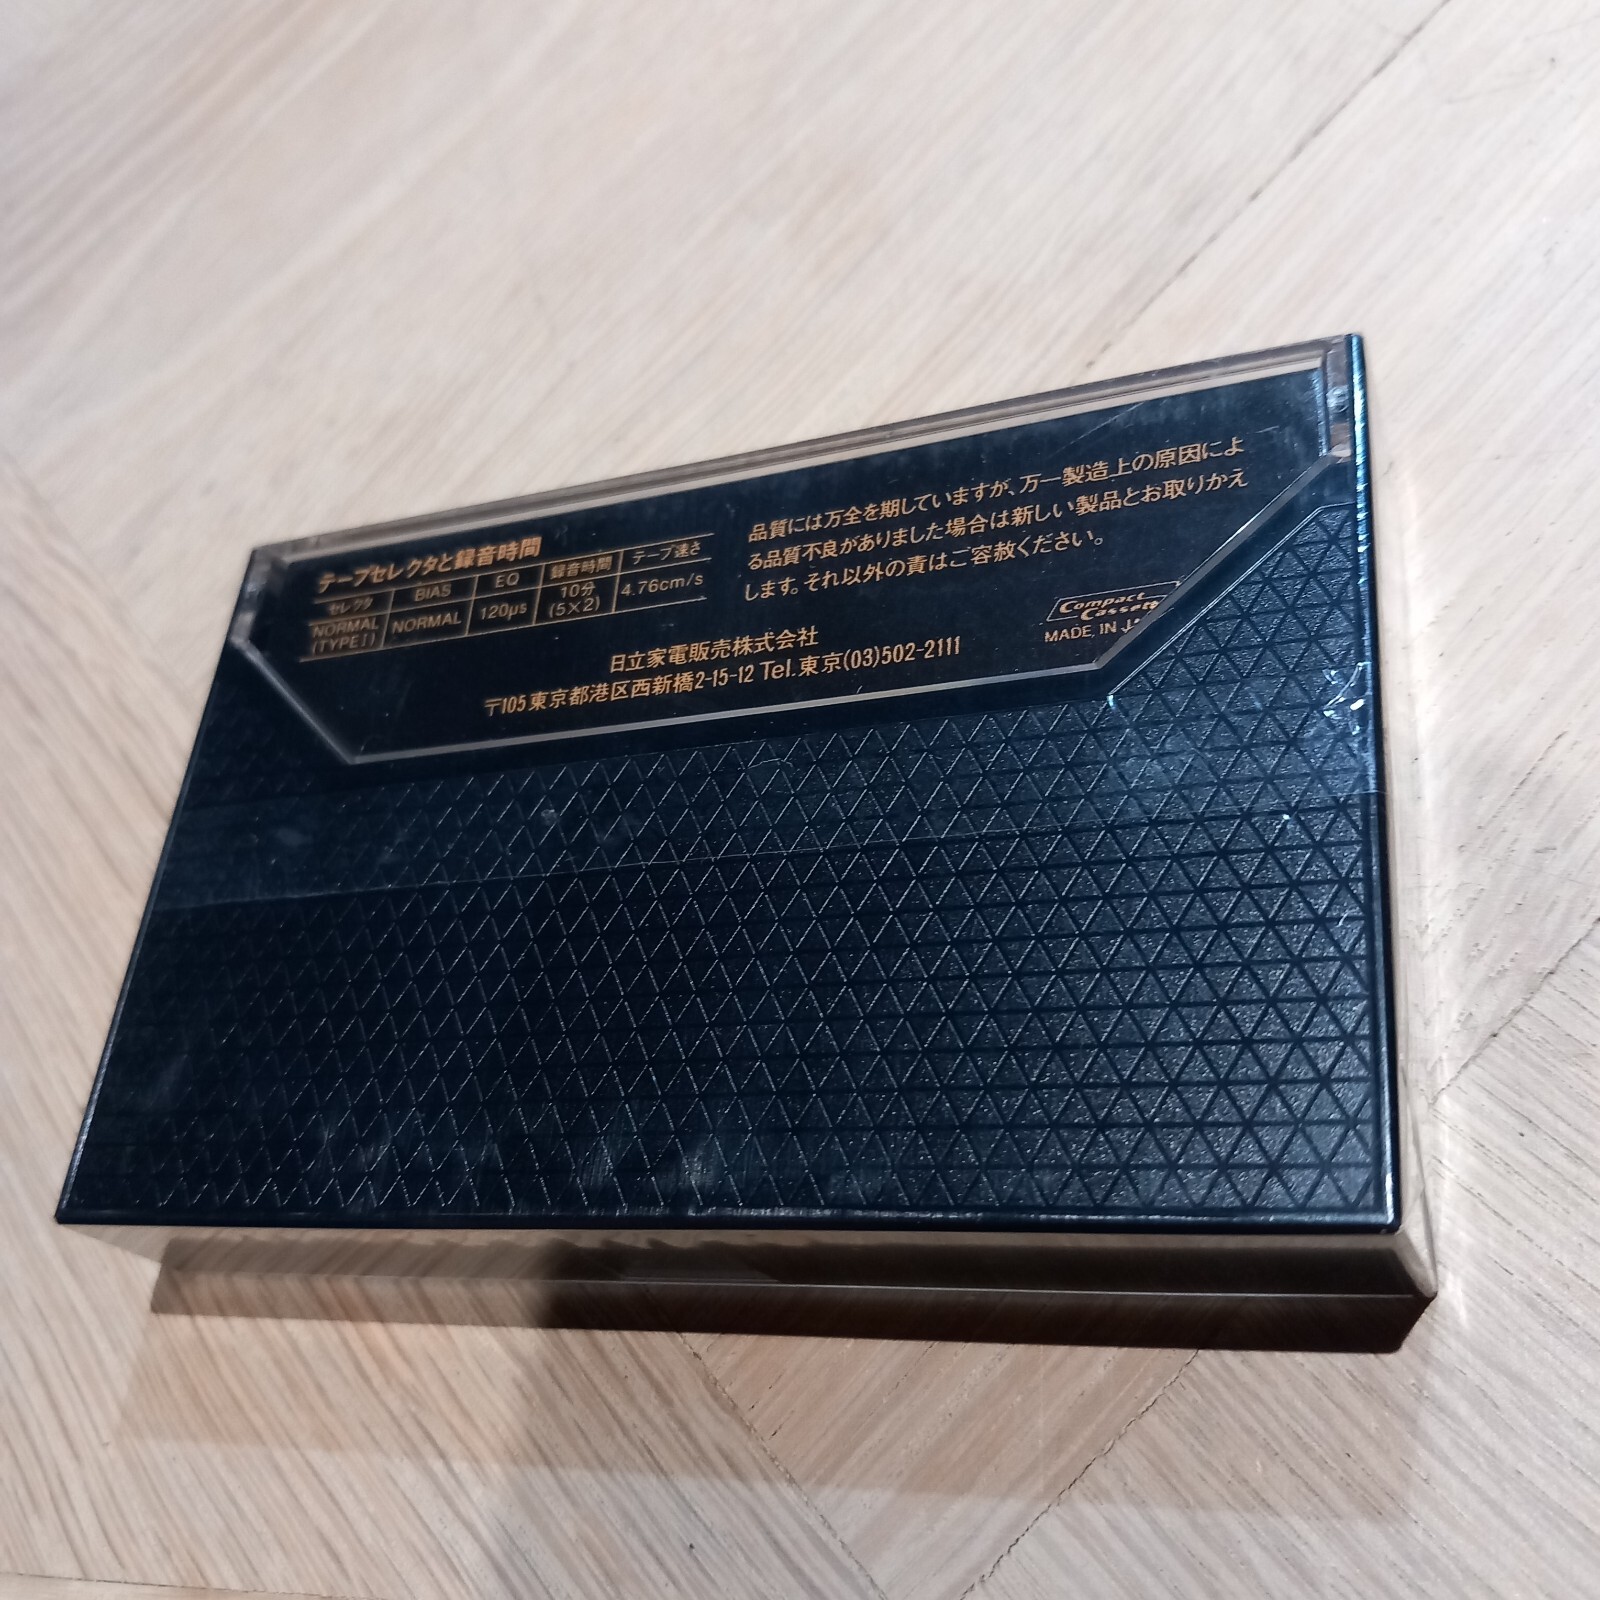 テープセレクタと録音時間
セレクタ BIAS EQ 録音時間 テープ速さ
NORMAL (TYPE I) NORMAL 120μs 10分 (5×2) 4.76cm/s
品質には万全を期していますが、万一製造上の原因によ
る品質不良がありました場合は新しい製品とお取りかえ
します。それ以外の責はご容赦ください。
Compact
Cassette
MADE IN
日立家電販売株式会社
〒105 東京都港区西新橋2-15-12 Tel.東京(03)502-2111